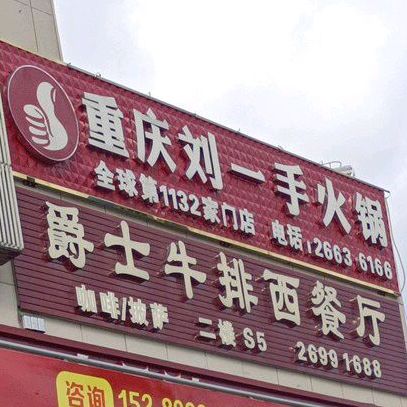 重庆刘一手火锅
全球第1132家门店 电话:2663 6166
爵士牛排西餐厅
咖啡/披萨 二楼 S5 2699 1688
咨询